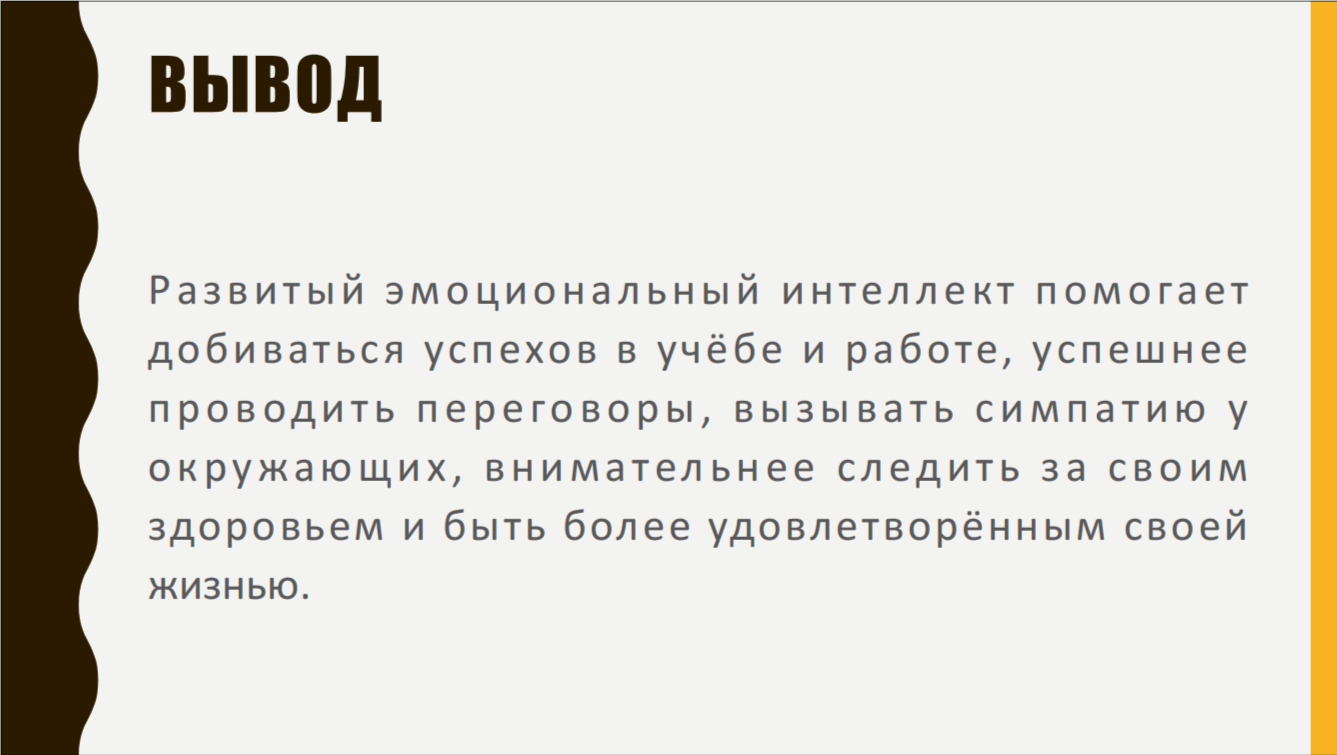 ВЫВОД
Развитый эмоциональный интеллект помогает
добиваться успехов в учёбе и работе, успешнее
проводить переговоры, вызывать симпатию у
окружающих, внимательнее следить за своим
здоровьем и быть более удовлетворённым своей
жизнью.